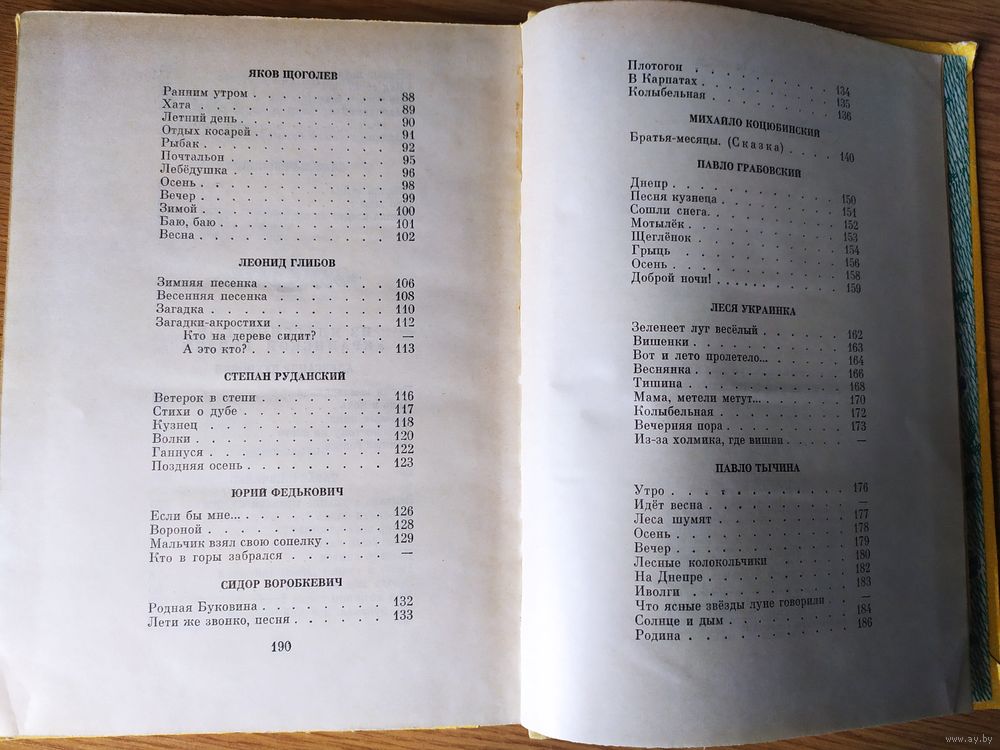 ЯКОВ ЩОГОЛЕВ
Ранним утром . . . . . . . . . 88
Хата . . . . . . . . . . . 89
Летний день . . . . . . . . . 90
Отдых косарей . . . . . . . . . 91
Рыбак . . . . . . . . . . . 92
Почтальон . . . . . . . . . . 95
Лебёдушка . . . . . . . . . . 96
Осень . . . . . . . . . . . 98
Вечер . . . . . . . . . . . 99
Зимой . . . . . . . . . . . 100
Баю, баю . . . . . . . . . . 101
Весна . . . . . . . . . . . 102
ЛЕОНИД ГЛИБОВ
Зимняя песенка . . . . . . . . 106
Весенняя песенка . . . . . . . . 108
Загадка . . . . . . . . . . . 110
Загадки-акростихи . . . . . . . 112
Кто на дереве сидит? . . . . . —
А это кто? . . . . . . . . . 113
СТЕПАН РУДАНСКИЙ
Ветерок в степи . . . . . . . . 116
Стихи о дубе . . . . . . . . . 117
Кузнец . . . . . . . . . . . 118
Волки . . . . . . . . . . . 120
Ганнуся . . . . . . . . . . . 122
Поздняя осень . . . . . . . . . 123
ЮРИЙ ФЕДЬКОВИЧ
Если бы мне... . . . . . . . . . 126
Вороной . . . . . . . . . . . 128
Мальчик взял свою сопелку . . . . . 129
Кто в горы забрался . . . . . . —
СИДОР ВОРОБКЕВИЧ
Родная Буковина . . . . . . . . 132
Лети же звонко, песня . . . . . . 133
190
Плотогон . . . . . . . . . . 134
В Карпатах . . . . . . . . . . 135
Колыбельная . . . . . . . . . 136
МИХАЙЛО КОЦЮБИНСКИЙ
Братья-месяцы. (Сказка) . . . . 140
ПАВЛО ГРАБОВСКИЙ
Днепр . . . . . . . . . . . 150
Песня кузнеца . . . . . . . . . 151
Сошли снега. . . . . . . . . . 152
Мотылёк . . . . . . . . . . 153
Щеглёнок . . . . . . . . . . 154
Грыць . . . . . . . . . . . 156
Осень . . . . . . . . . . . 158
Доброй ночи! . . . . . . . . . 159
ЛЕСЯ УКРАИНКА
Зеленеет луг весёлый . . . . . . 162
Вишенки . . . . . . . . . . 163
Вот и лето пролетело... . . . . . . 164
Веснянка . . . . . . . . . . 166
Тишина . . . . . . . . . . . 168
Мама, метели метут... . . . . . . 170
Колыбельная . . . . . . . . . 172
Вечерняя пора . . . . . . . . . 173
Из-за холмика, где вишни . . . . . —
ПАВЛО ТЫЧИНА
Утро . . . . . . . . . . . 176
Идёт весна . . . . . . . . . . —
Леса шумят . . . . . . . . . 177
Осень . . . . . . . . . . . 178
Вечер . . . . . . . . . . . 179
Лесные колокольчики . . . . . . 180
На Днепре . . . . . . . . . . 182
Иволги . . . . . . . . . . . 183
Что ясные звёзды луне говорили . . . —
Солнце и дым . . . . . . . . . 184
Родина . . . . . . . . . . . 186
www.ay.by